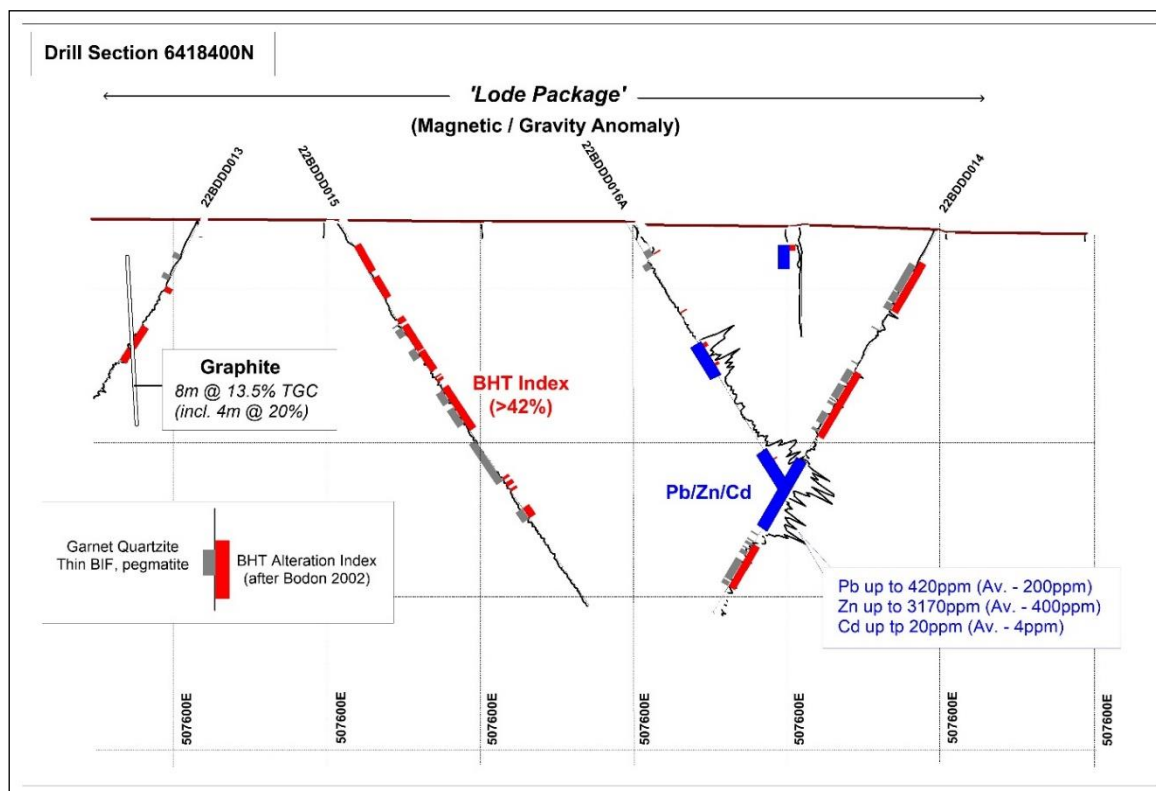 Drill Section 6418400N
'Lode Package'
(Magnetic / Gravity Anomaly)
22BDDD013
22BDDD015
22BDDD016A
22BDDD014
Graphite
8m @ 13.5% TGC
(incl. 4m @ 20%)
BHT Index
(>42%)
Pb/Zn/Cd
Garnet Quartzite
Thin BIF, pegmatite
BHT Alteration Index
(after Bodon 2002)
Pb up to 420ppm (Av. - 200ppm)
Zn up to 3170ppm (Av. - 400ppm)
Cd up tp 20ppm (Av. - 4ppm)
507600E
507600E
507600E
507600E
507600E
507600E
507600E